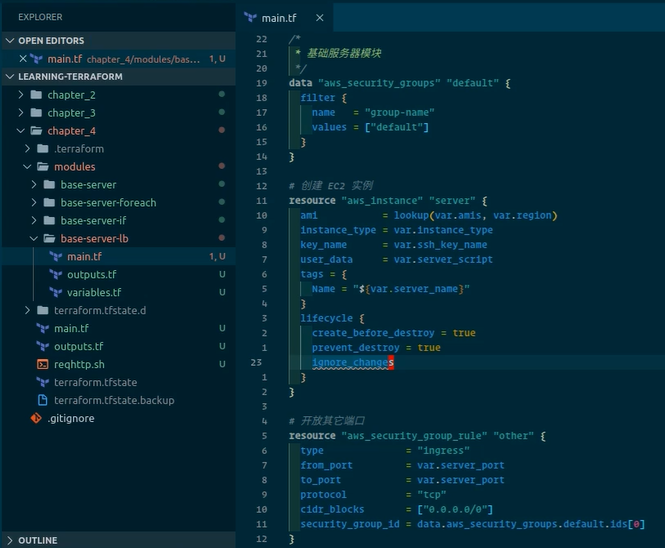 EXPLORER
OPEN EDITORS
main.tf chapter_4/modules/bas... 1, U
LEARNING-TERRAFORM
chapter_2
chapter_3
chapter_4
.terraform
modules
base-server
base-server-foreach
base-server-if
base-server-lb
main.tf 1, U
outputs.tf U
variables.tf U
terraform.tfstate.d
main.tf U
outputs.tf U
reqhttp.sh U
terraform.tfstate
terraform.tfstate.backup
.gitignore
OUTLINE
main.tf
22 /*
21 * 基础服务器模块
20 */
19 data "aws_security_groups" "default" {
18 filter {
17 name = "group-name"
16 values = ["default"]
15 }
14 }
13
12 # 创建 EC2 实例
11 resource "aws_instance" "server" {
10 ami = lookup(var.amis, var.region)
9 instance_type = var.instance_type
8 key_name = var.ssh_key_name
7 user_data = var.server_script
6 tags = {
5 Name = "${var.server_name}"
4 }
3 lifecycle {
2 create_before_destroy = true
1 prevent_destroy = true
23 ignore_changes
1 }
2 }
3
4 # 开放其它端口
5 resource "aws_security_group_rule" "other" {
6 type = "ingress"
7 from_port = var.server_port
8 to_port = var.server_port
9 protocol = "tcp"
10 cidr_blocks = ["0.0.0.0/0"]
11 security_group_id = data.aws_security_groups.default.ids[0]
12 }